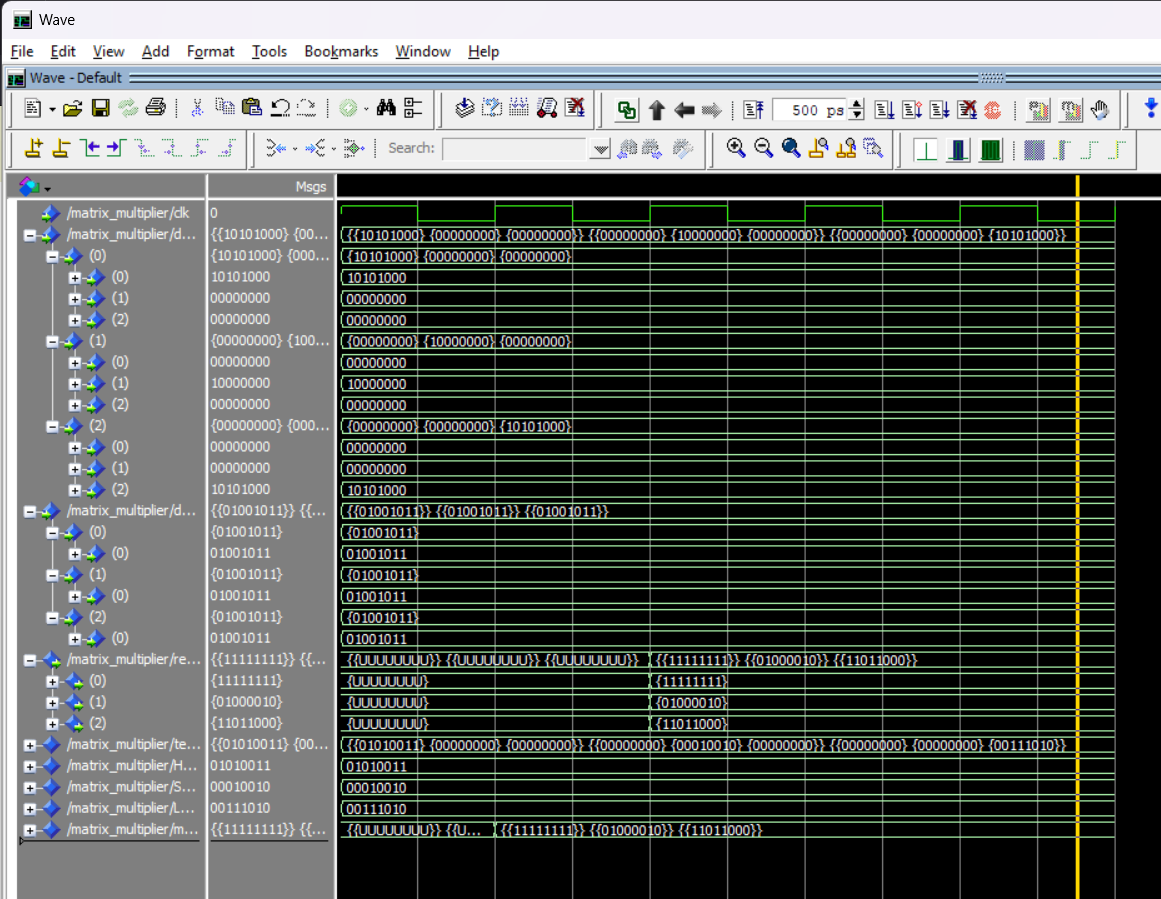 Wave
File Edit View Add Format Tools Bookmarks Window Help
Wave - Default
500 ps
Search:
Msgs
/matrix_multiplier/clk 0
/matrix_multiplier/d... {{10101000} {00... {{10101000} {00000000} {00000000}} {{00000000} {10000000} {00000000}} {{00000000} {00000000} {10101000}}
(0) {10101000} {000... {10101000} {00000000} {00000000}
(0) 10101000 10101000
(1) 00000000 00000000
(2) 00000000 00000000
(1) {00000000} {100... {00000000} {10000000} {00000000}
(0) 00000000 00000000
(1) 10000000 10000000
(2) 00000000 00000000
(2) {00000000} {000... {00000000} {00000000} {10101000}
(0) 00000000 00000000
(1) 00000000 00000000
(2) 10101000 10101000
/matrix_multiplier/d... {{01001011}} {{... {{01001011}} {{01001011}} {{01001011}}
(0) {01001011} {01001011}
(0) 01001011 01001011
(1) {01001011} {01001011}
(0) 01001011 01001011
(2) {01001011} {01001011}
(0) 01001011 01001011
/matrix_multiplier/re... {{11111111}} {{... {{UUUUUUUU}} {{UUUUUUUU}} {{UUUUUUUU}} {{11111111}} {{01000010}} {{11011000}}
(0) {11111111} {UUUUUUUU} {11111111}
(1) {01000010} {UUUUUUUU} {01000010}
(2) {11011000} {UUUUUUUU} {11011000}
/matrix_multiplier/te... {{01010011} {00... {{01010011} {00000000} {00000000}} {{00000000} {00010010} {00000000}} {{00000000} {00000000} {00111010}}
/matrix_multiplier/H... 01010011 01010011
/matrix_multiplier/S... 00010010 00010010
/matrix_multiplier/L... 00111010 00111010
/matrix_multiplier/m... {{11111111}} {{... {{UUUUUUUU}} {{U... {{11111111}} {{01000010}} {{11011000}}